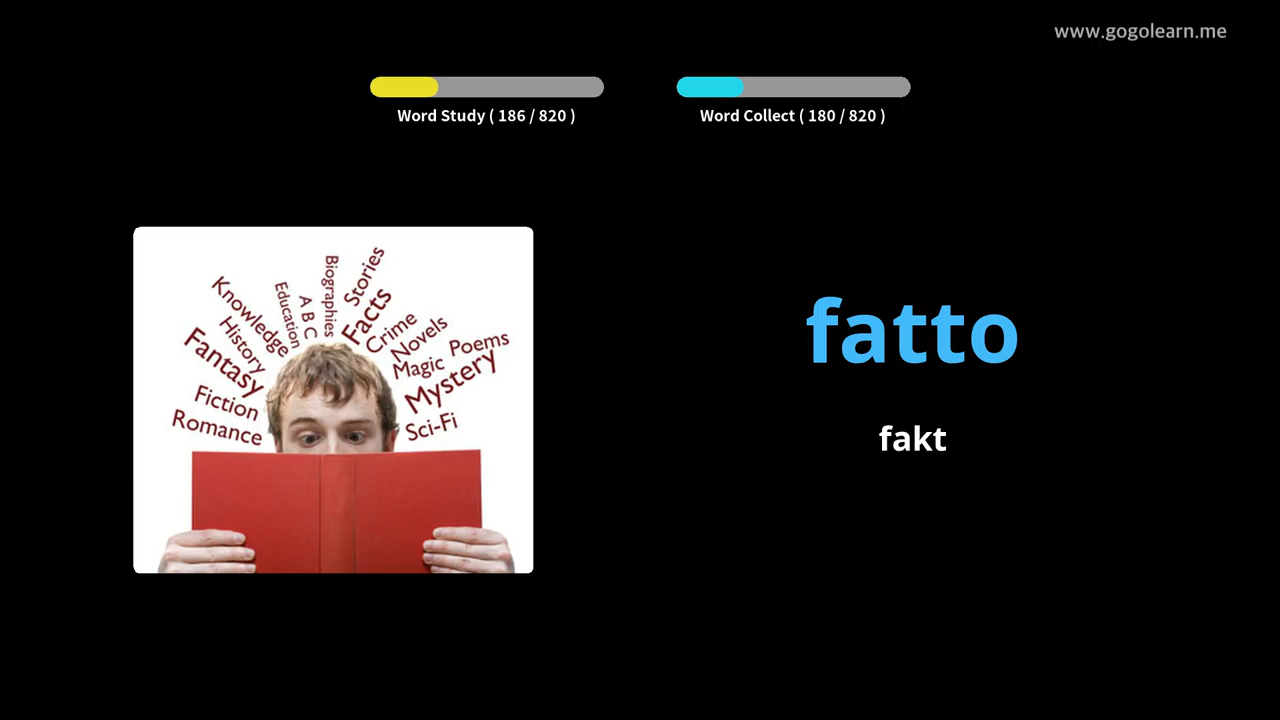 www.gogolearn.me
Word Study ( 186 / 820 )
Word Collect ( 180 / 820 )
Romance
Fiction
Fantasy
History
Knowledge
Education
A B C
Biographies
Stories
Facts
Crime
Novels
Magic
Poems
Mystery
Sci-Fi
fatto
fakt